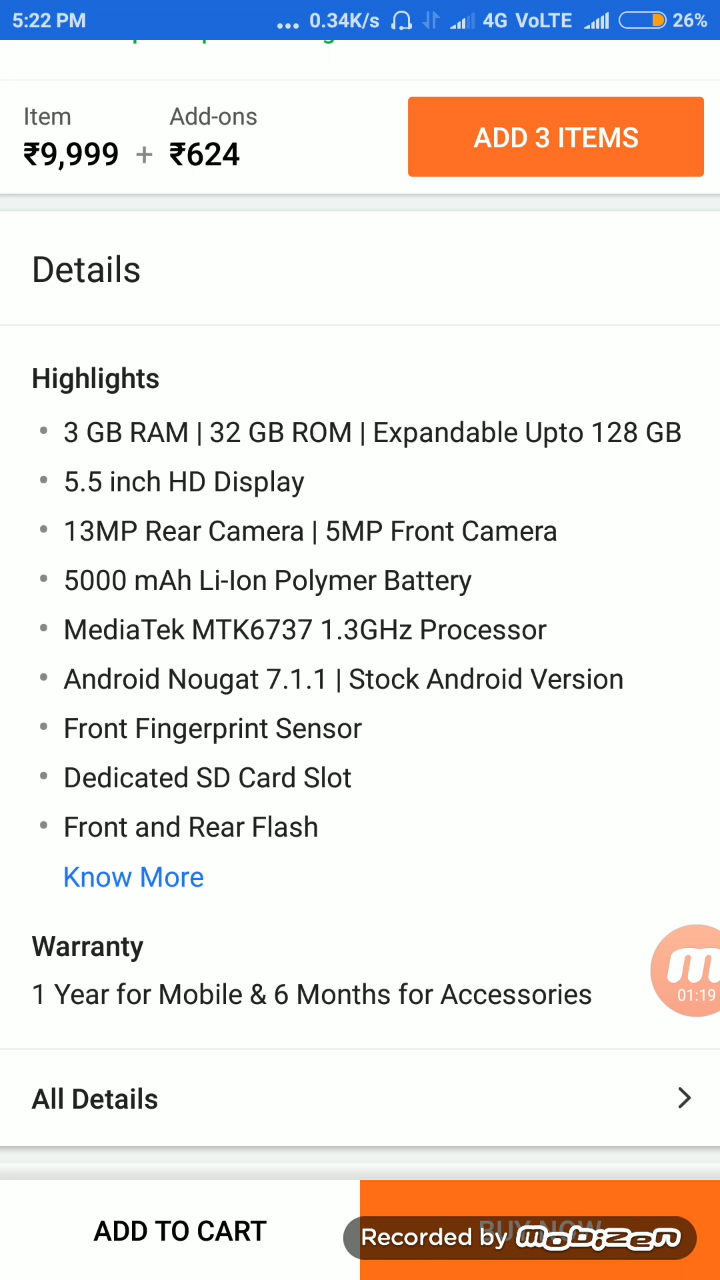 5:22 PM ... 0.34K/s 4G VoLTE 26%
Item Add-ons
₹9,999 + ₹624
ADD 3 ITEMS
Details
Highlights
• 3 GB RAM | 32 GB ROM | Expandable Upto 128 GB
• 5.5 inch HD Display
• 13MP Rear Camera | 5MP Front Camera
• 5000 mAh Li-Ion Polymer Battery
• MediaTek MTK6737 1.3GHz Processor
• Android Nougat 7.1.1 | Stock Android Version
• Front Fingerprint Sensor
• Dedicated SD Card Slot
• Front and Rear Flash
Know More
Warranty
1 Year for Mobile & 6 Months for Accessories
m
01:19
All Details
ADD TO CART
BUY NOW
Recorded by mobizen